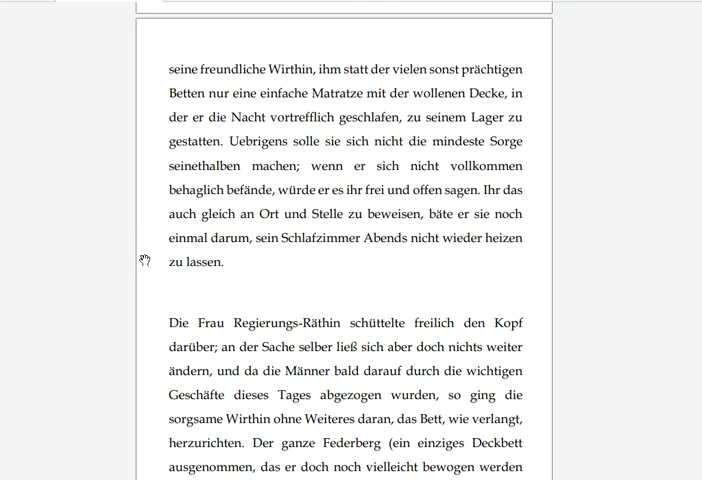 seine freundliche Wirthin, ihm statt der vielen sonst prächtigen
Betten nur eine einfache Matratze mit der wollenen Decke, in
der er die Nacht vortrefflich geschlafen, zu seinem Lager zu
gestatten. Uebrigens solle sie sich nicht die mindeste Sorge
seinethalben machen; wenn er sich nicht vollkommen
behaglich befände, würde er es ihr frei und offen sagen. Ihr das
auch gleich an Ort und Stelle zu beweisen, bäte er sie noch
einmal darum, sein Schlafzimmer Abends nicht wieder heizen
zu lassen.
Die Frau Regierungs-Räthin schüttelte freilich den Kopf
darüber; an der Sache selber ließ sich aber doch nichts weiter
ändern, und da die Männer bald darauf durch die wichtigen
Geschäfte dieses Tages abgezogen wurden, so ging die
sorgsame Wirthin ohne Weiteres daran, das Bett, wie verlangt,
herzurichten. Der ganze Federberg (ein einziges Deckbett
ausgenommen, das er doch noch vielleicht bewogen werden